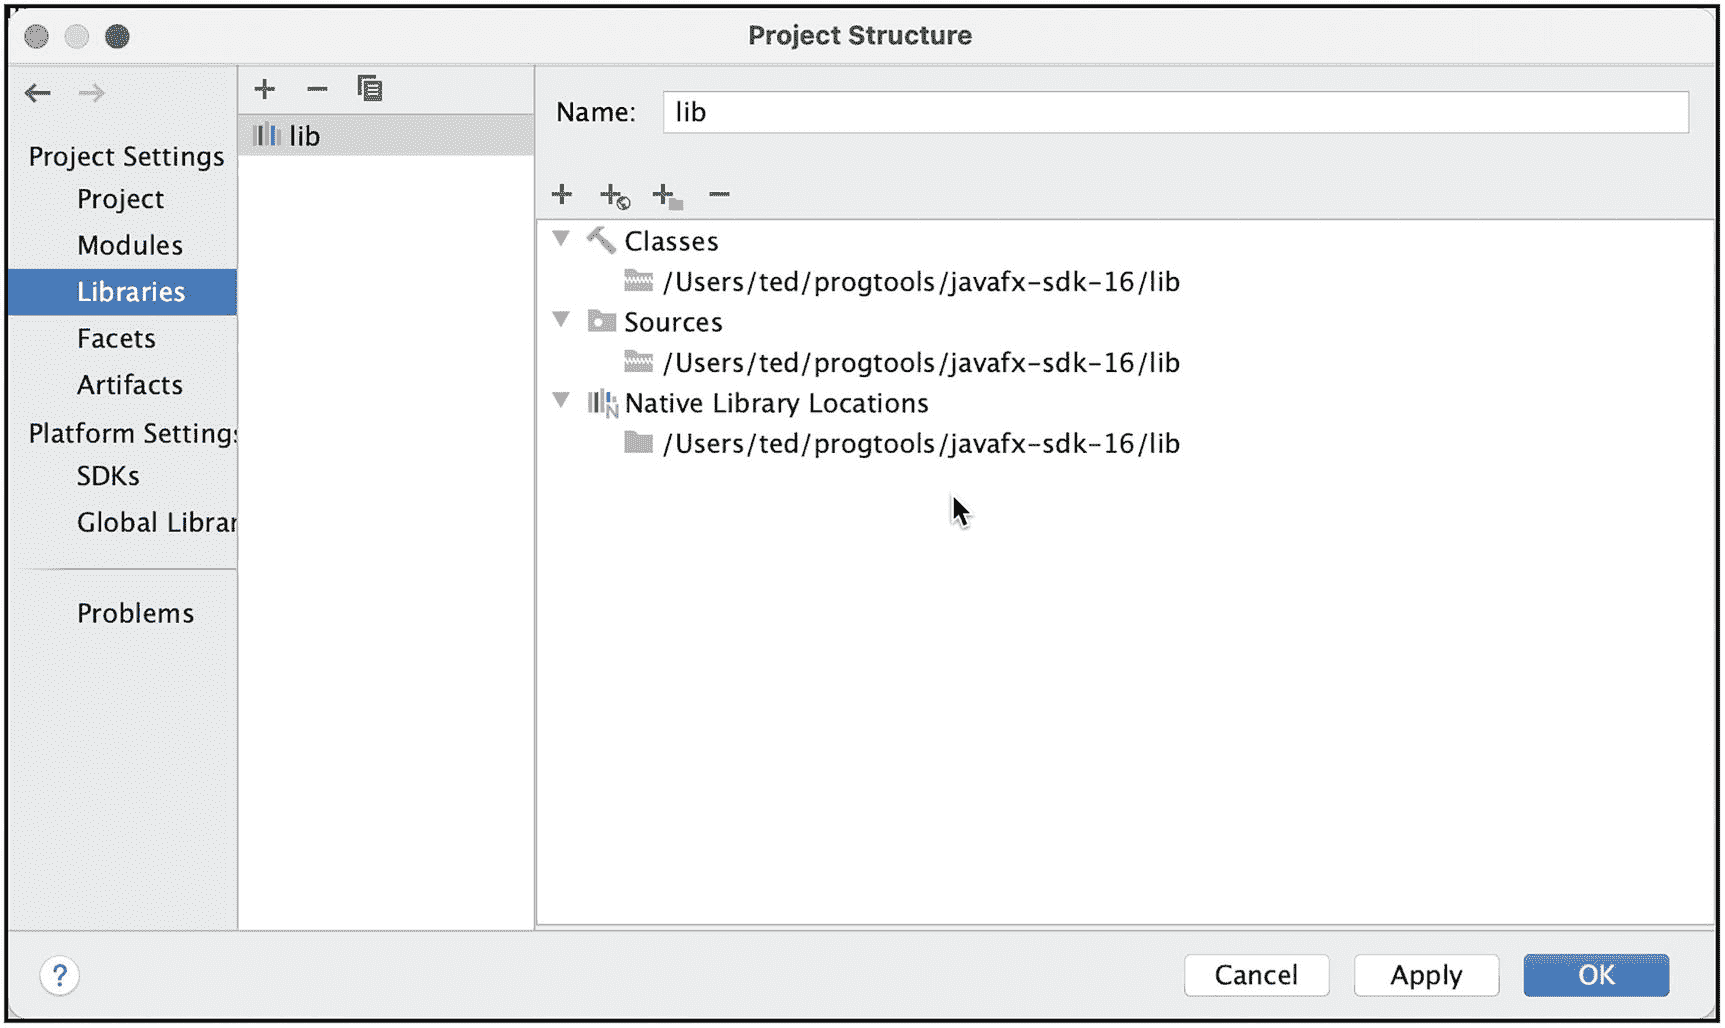 Project Structure
Project Settings
Project
Modules
Libraries
Facets
Artifacts
Platform Settings
SDKs
Global Librar
Problems
lib
Name: lib
Classes
/Users/ted/progtools/javafx-sdk-16/lib
Sources
/Users/ted/progtools/javafx-sdk-16/lib
Native Library Locations
/Users/ted/progtools/javafx-sdk-16/lib
?
Cancel
Apply
OK